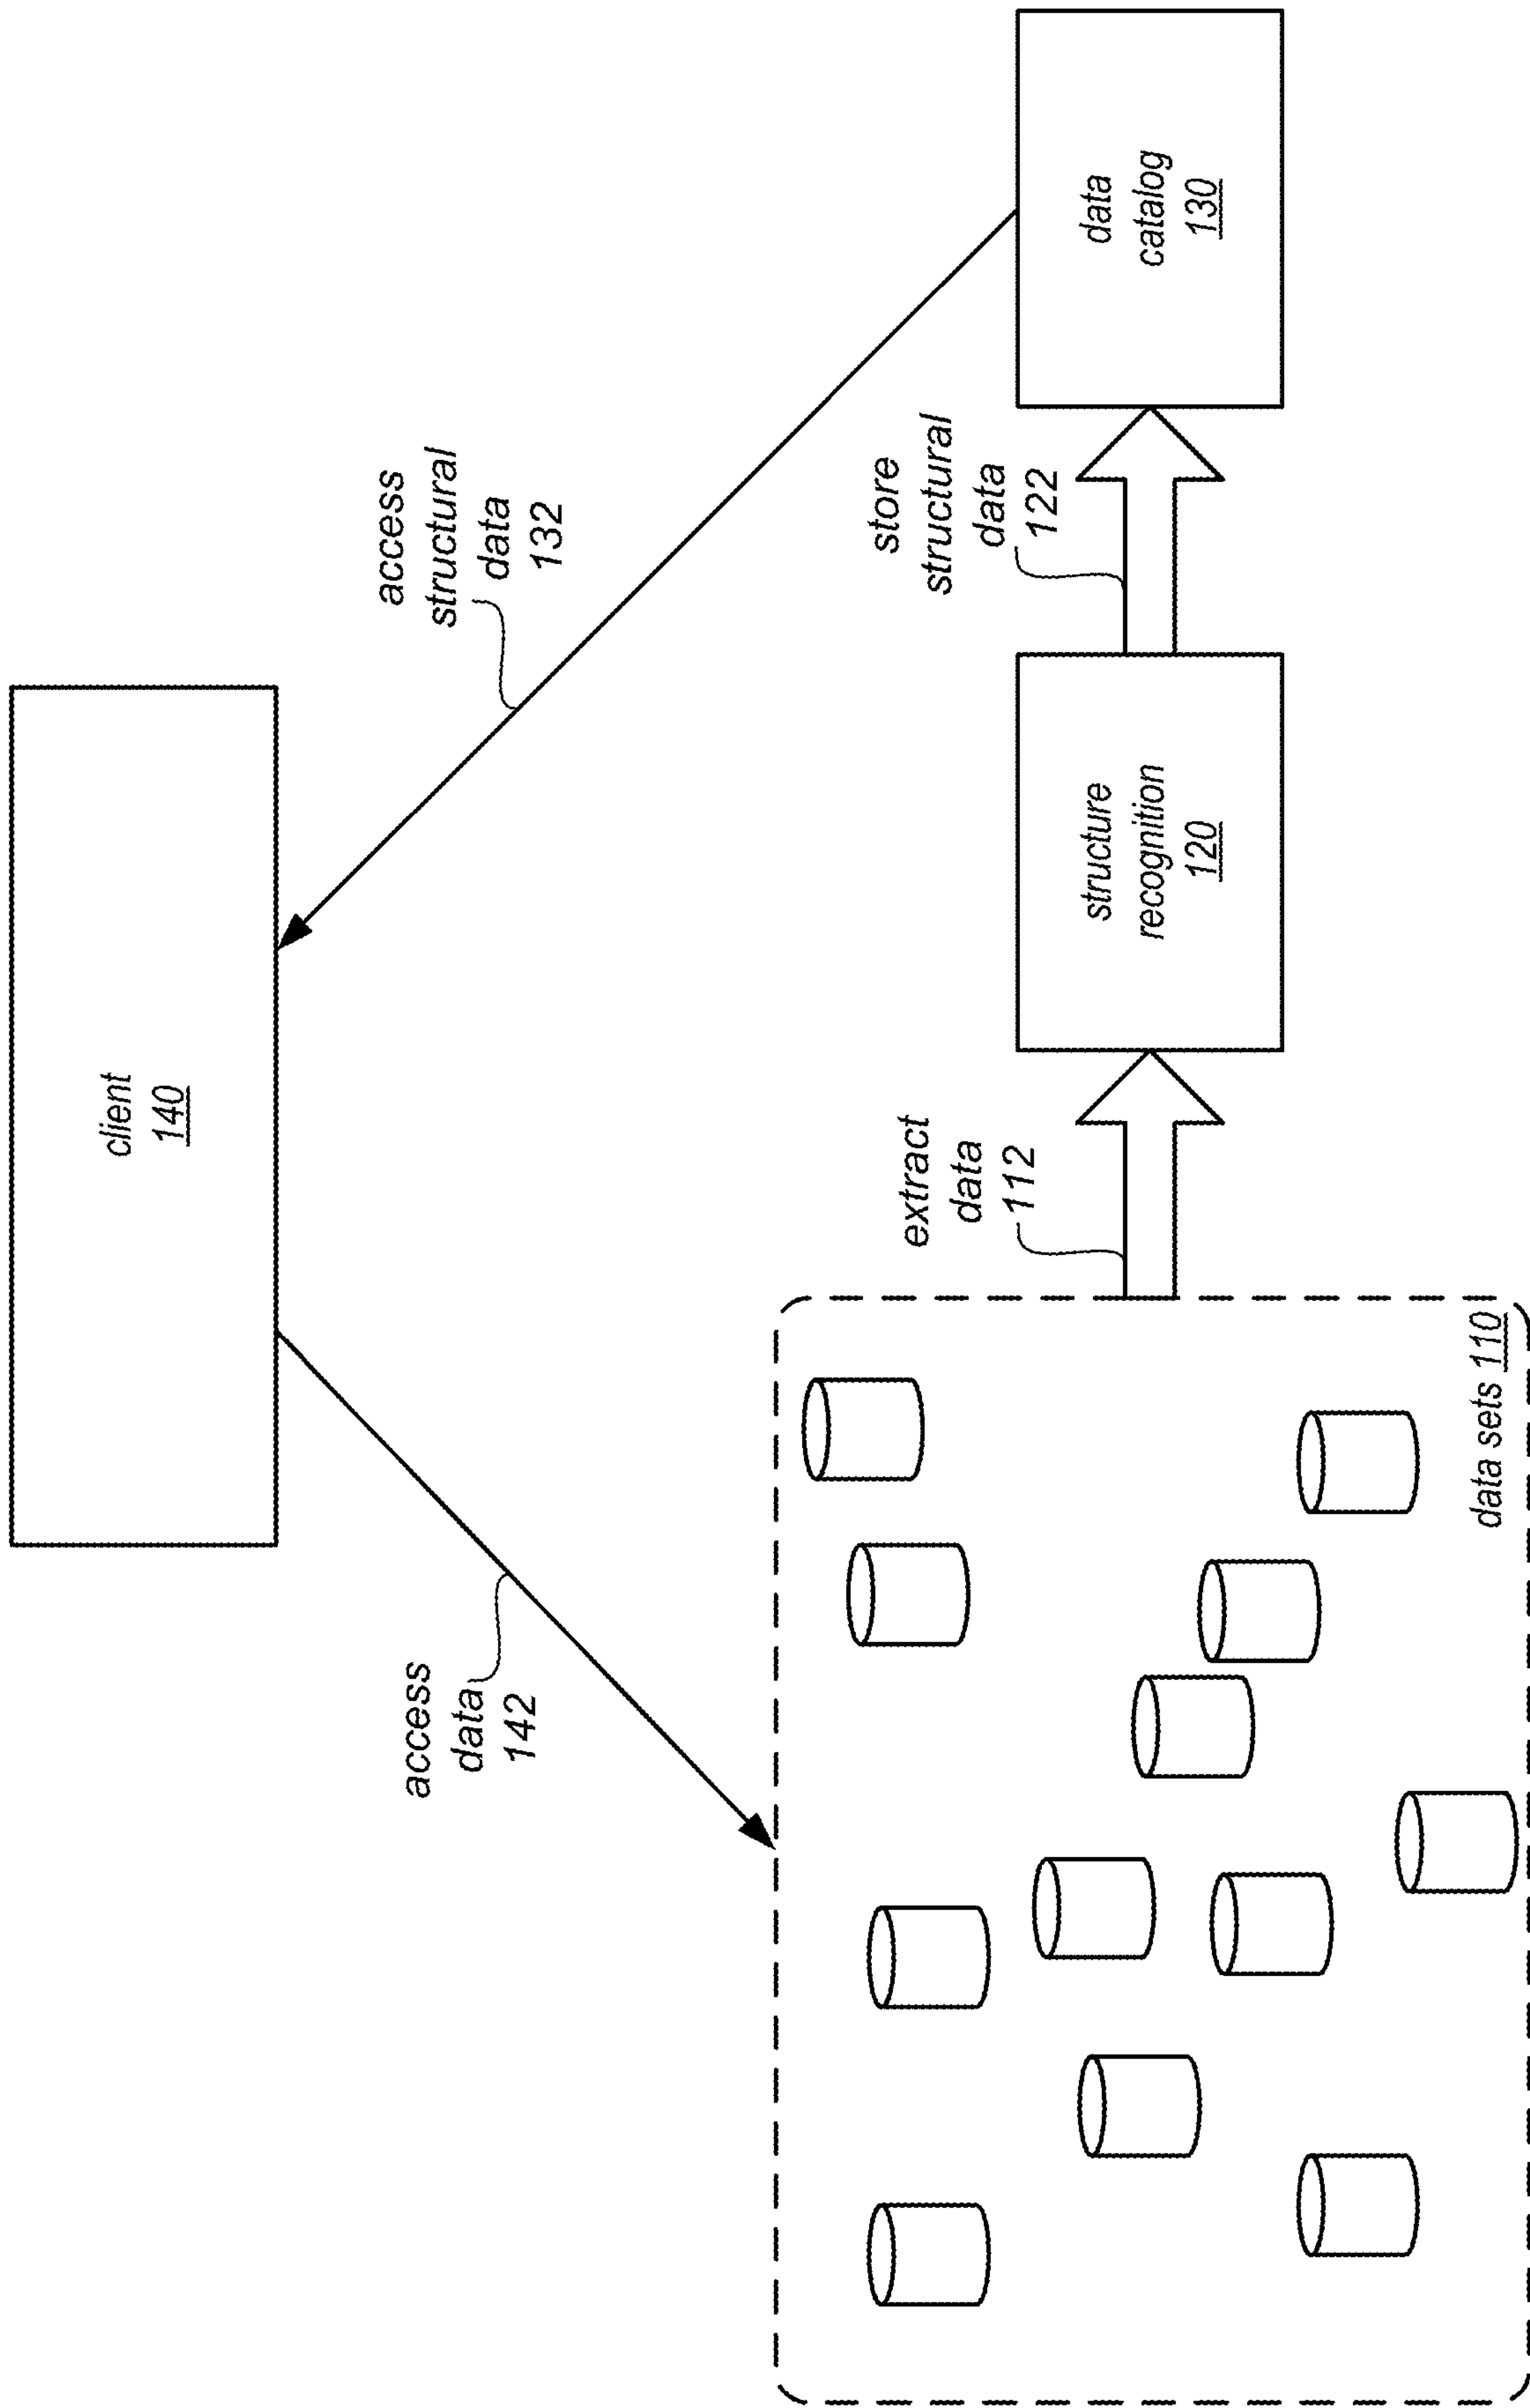 client
140
access
data
142
access
structural
data
132
data sets 110
extract
data
112
structure
recognition
120
store
structural
data
122
data
catalog
130